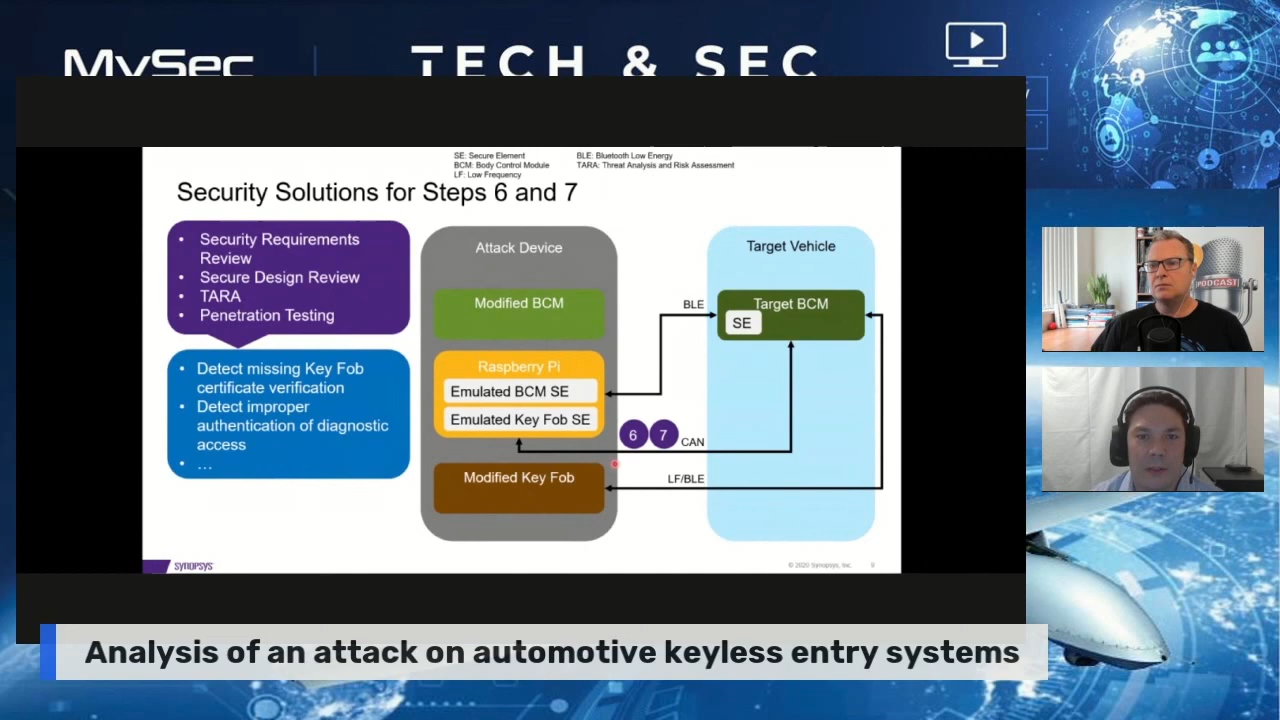 MySec
TECH & SEC
SE: Secure Element
BLE: Bluetooth Low Energy
BCM: Body Control Module
TARA: Threat Analysis and Risk Assessment
LF: Low Frequency
Security Solutions for Steps 6 and 7
• Security Requirements
Review
• Secure Design Review
• TARA
• Penetration Testing
• Detect missing Key Fob
certificate verification
• Detect improper
authentication of diagnostic
access
• ...
Attack Device
Modified BCM
Raspberry Pi
Emulated BCM SE
Emulated Key Fob SE
Modified Key Fob
BLE
6 7 CAN
LF/BLE
Target Vehicle
Target BCM
SE
SYNOPSYS
© 2020 Synopsys, Inc. 9
PODCAST
Analysis of an attack on automotive keyless entry systems